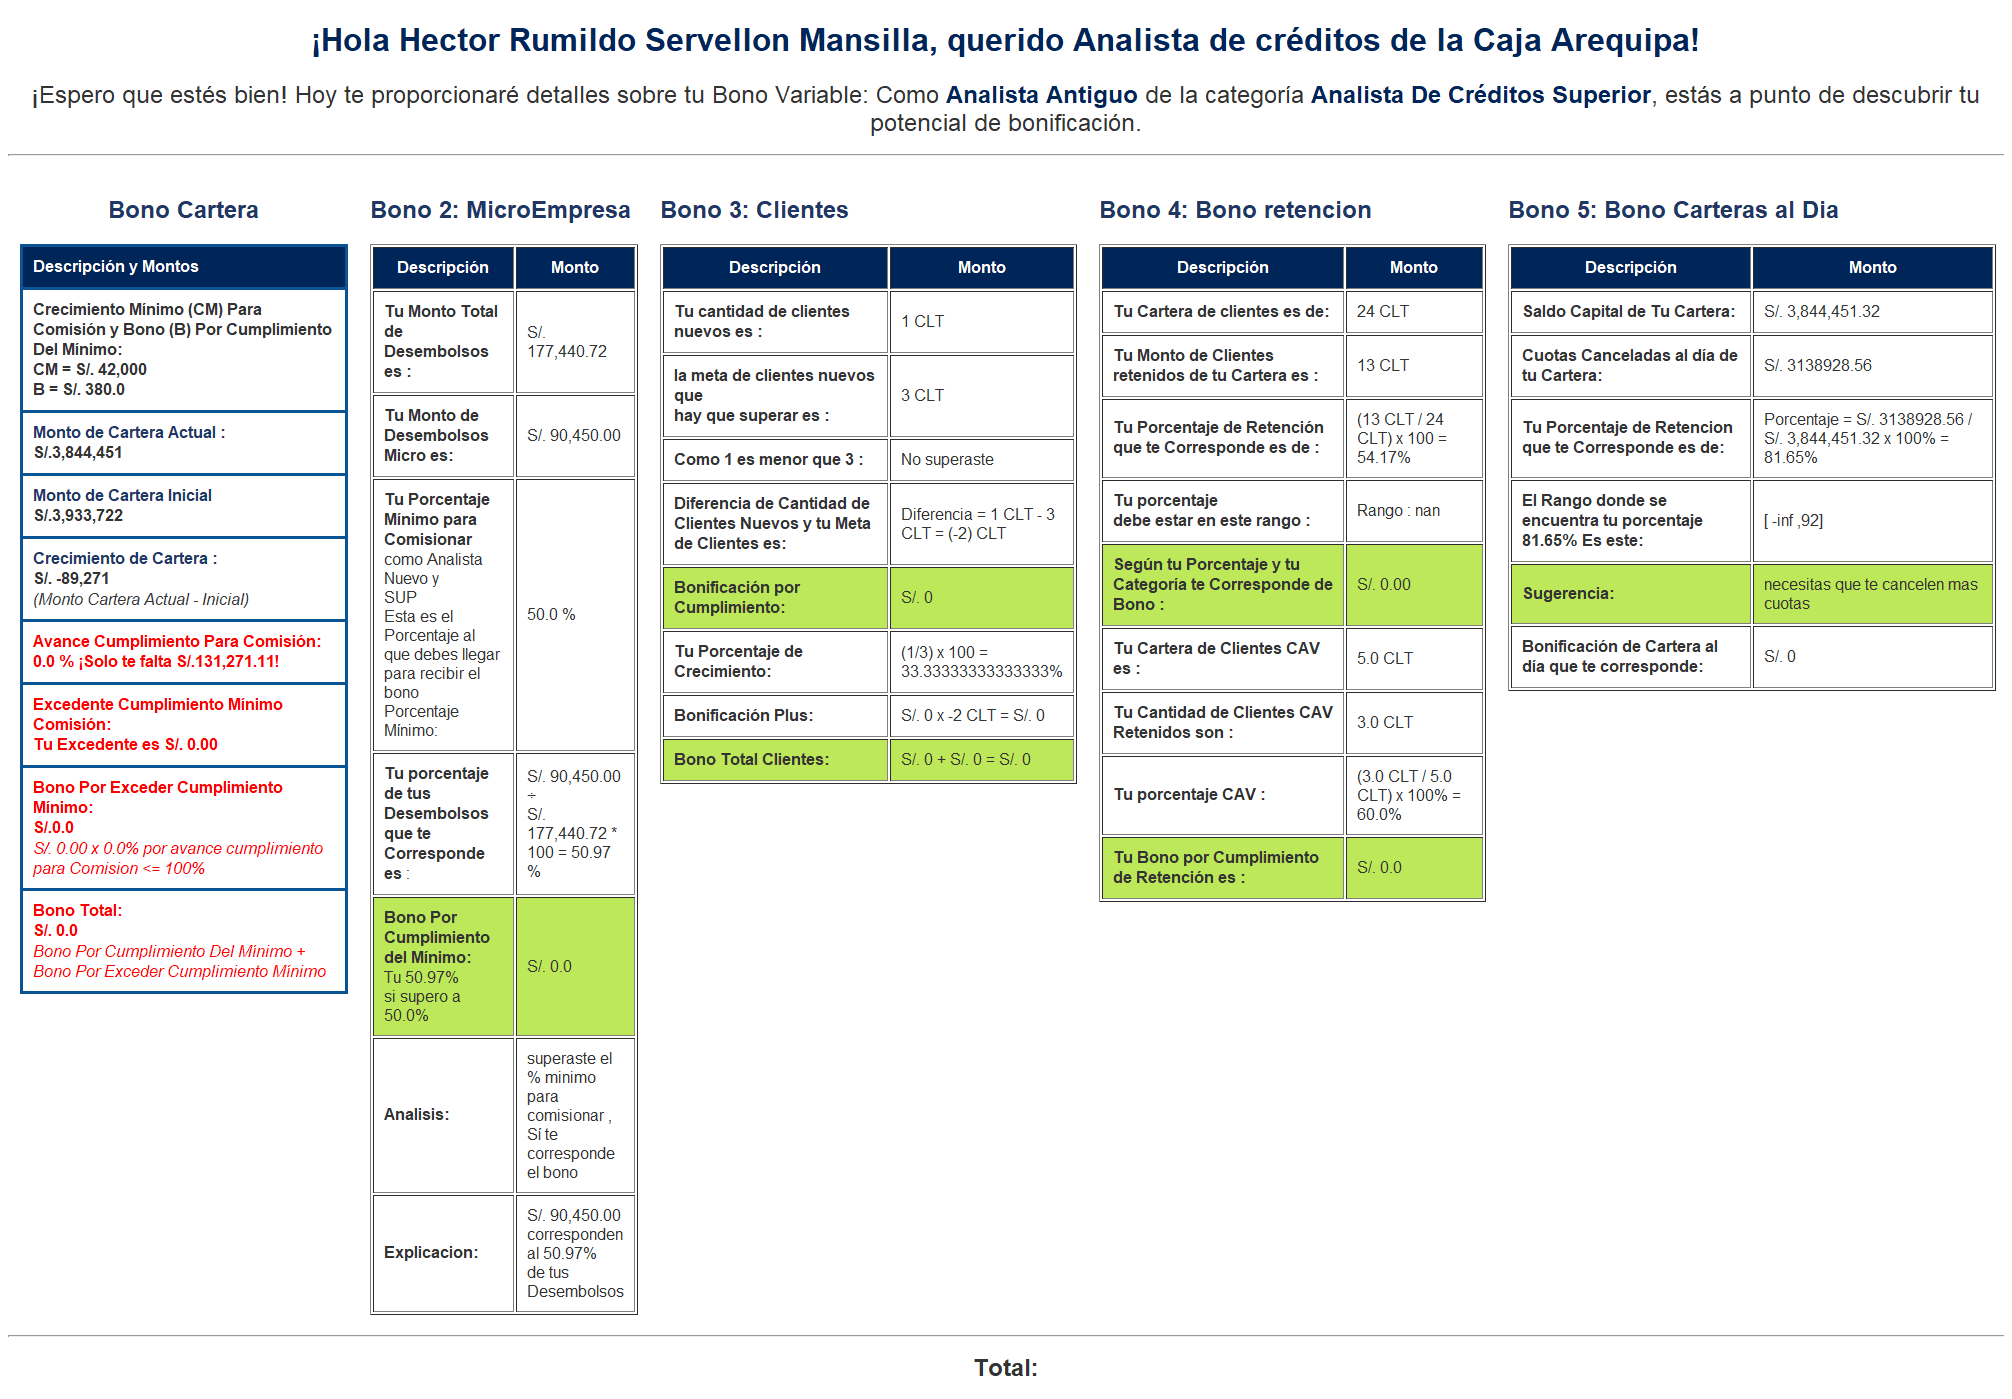 ¡Hola Hector Rumildo Servellon Mansilla, querido Analista de créditos de la Caja Arequipa!
¡Espero que estés bien! Hoy te proporcionaré detalles sobre tu Bono Variable: Como Analista Antiguo de la categoría Analista De Créditos Superior, estás a punto de descubrir tu
potencial de bonificación.
Bono Cartera
Descripción y Montos
Crecimiento Mínimo (CM) Para
Comisión y Bono (B) Por Cumplimiento
Del Mínimo:
CM = S/. 42,000
B = S/. 380.0
Monto de Cartera Actual :
S/.3,844,451
Monto de Cartera Inicial
S/.3,933,722
Crecimiento de Cartera :
S/. -89,271
(Monto Cartera Actual - Inicial)
Avance Cumplimiento Para Comisión:
0.0 % ¡Solo te falta S/.131,271.11!
Excedente Cumplimiento Mínimo
Comisión:
Tu Excedente es S/. 0.00
Bono Por Exceder Cumplimiento
Mínimo:
S/.0.0
S/. 0.00 x 0.0% por avance cumplimiento
para Comision <= 100%
Bono Total:
S/. 0.0
Bono Por Cumplimiento Del Mínimo +
Bono Por Exceder Cumplimiento Mínimo
Bono 2: MicroEmpresa
Descripción
Monto
Tu Monto Total
de
Desembolsos
es :
S/.
177,440.72
Tu Monto de
Desembolsos
Micro es:
S/. 90,450.00
Tu Porcentaje
Mínimo para
Comisionar
como Analista
Nuevo y
SUP
Esta es el
Porcentaje al
que debes llegar
para recibir el
bono
Porcentaje
Mínimo:
50.0 %
Tu porcentaje
de tus
Desembolsos
que te
Corresponde
es :
S/. 90,450.00
÷
S/.
177,440.72 *
100 = 50.97
%
Bono Por
Cumplimiento
del Mínimo:
Tu 50.97%
si supero a
50.0%
S/. 0.0
Analisis:
superaste el
% minimo
para
comisionar ,
Sí te
corresponde
el bono
Explicacion:
S/. 90,450.00
corresponden
al 50.97%
de tus
Desembolsos
Bono 3: Clientes
Descripción
Monto
Tu cantidad de clientes
nuevos es :
1 CLT
la meta de clientes nuevos
que
hay que superar es :
3 CLT
Como 1 es menor que 3 :
No superaste
Diferencia de Cantidad de
Clientes Nuevos y tu Meta
de Clientes es:
Diferencia = 1 CLT - 3
CLT = (-2) CLT
Bonificación por
Cumplimiento:
S/. 0
Tu Porcentaje de
Crecimiento:
(1/3) x 100 =
33.33333333333333%
Bonificación Plus:
S/. 0 x -2 CLT = S/. 0
Bono Total Clientes:
S/. 0 + S/. 0 = S/. 0
Bono 4: Bono retencion
Descripción
Monto
Tu Cartera de clientes es de:
24 CLT
Tu Monto de Clientes
retenidos de tu Cartera es :
13 CLT
Tu Porcentaje de Retención
que te Corresponde es de :
(13 CLT / 24
CLT) x 100 =
54.17%
Tu porcentaje
debe estar en este rango :
Rango : nan
Según tu Porcentaje y tu
Categoría te Corresponde de
Bono :
S/. 0.00
Tu Cartera de Clientes CAV
es :
5.0 CLT
Tu Cantidad de Clientes CAV
Retenidos son :
3.0 CLT
Tu porcentaje CAV :
(3.0 CLT / 5.0
CLT) x 100% =
60.0%
Tu Bono por Cumplimiento
de Retención es :
S/. 0.0
Bono 5: Bono Carteras al Dia
Descripción
Monto
Saldo Capital de Tu Cartera:
S/. 3,844,451.32
Cuotas Canceladas al día de
tu Cartera:
S/. 3138928.56
Tu Porcentaje de Retencion
que te Corresponde es de:
Porcentaje = S/. 3138928.56 /
S/. 3,844,451.32 x 100% =
81.65%
El Rango donde se
encuentra tu porcentaje
81.65% Es este:
[ -inf ,92]
Sugerencia:
necesitas que te cancelen mas
cuotas
Bonificación de Cartera al
día que te corresponde:
S/. 0
Total: